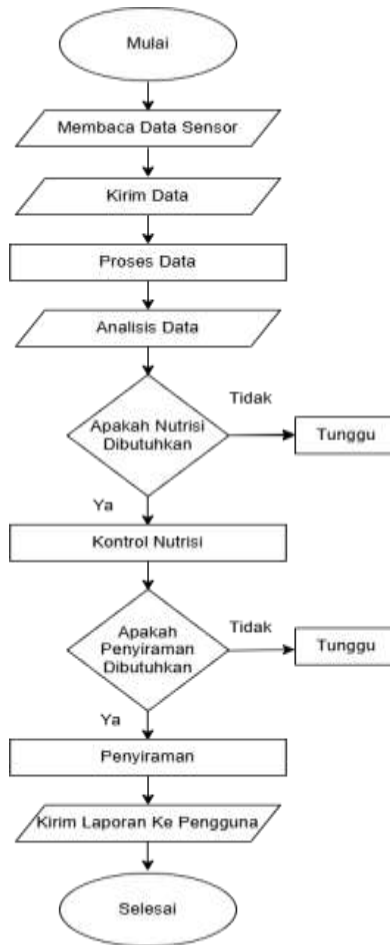 Mulai
Membaca Data Sensor
Kirim Data
Proses Data
Analisis Data
Apakah Nutrisi
Dibutuhkan
Tidak
Tunggu
Ya
Kontrol Nutrisi
Apakah
Penyiraman
Dibutuhkan
Tidak
Tunggu
Ya
Penyiraman
Kirim Laporan Ke Pengguna
Selesai